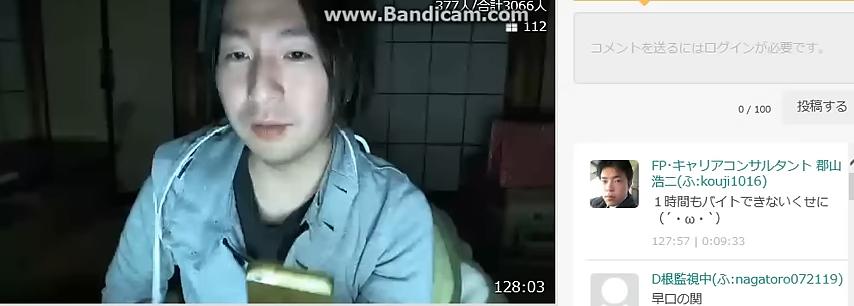 377人/合計3066人
www.Bandicam.com
112
コメントを送るにはログインが必要です。
0 / 100
投稿する
FP･キャリアコンサルタント 郡山
浩二(ふ:kouji1016)
１時間もバイトできないくせに
（´・ω・`）
127:57 | 0:09:33
128:03
D根監視中(ふ:nagatoro072119)
早口の関